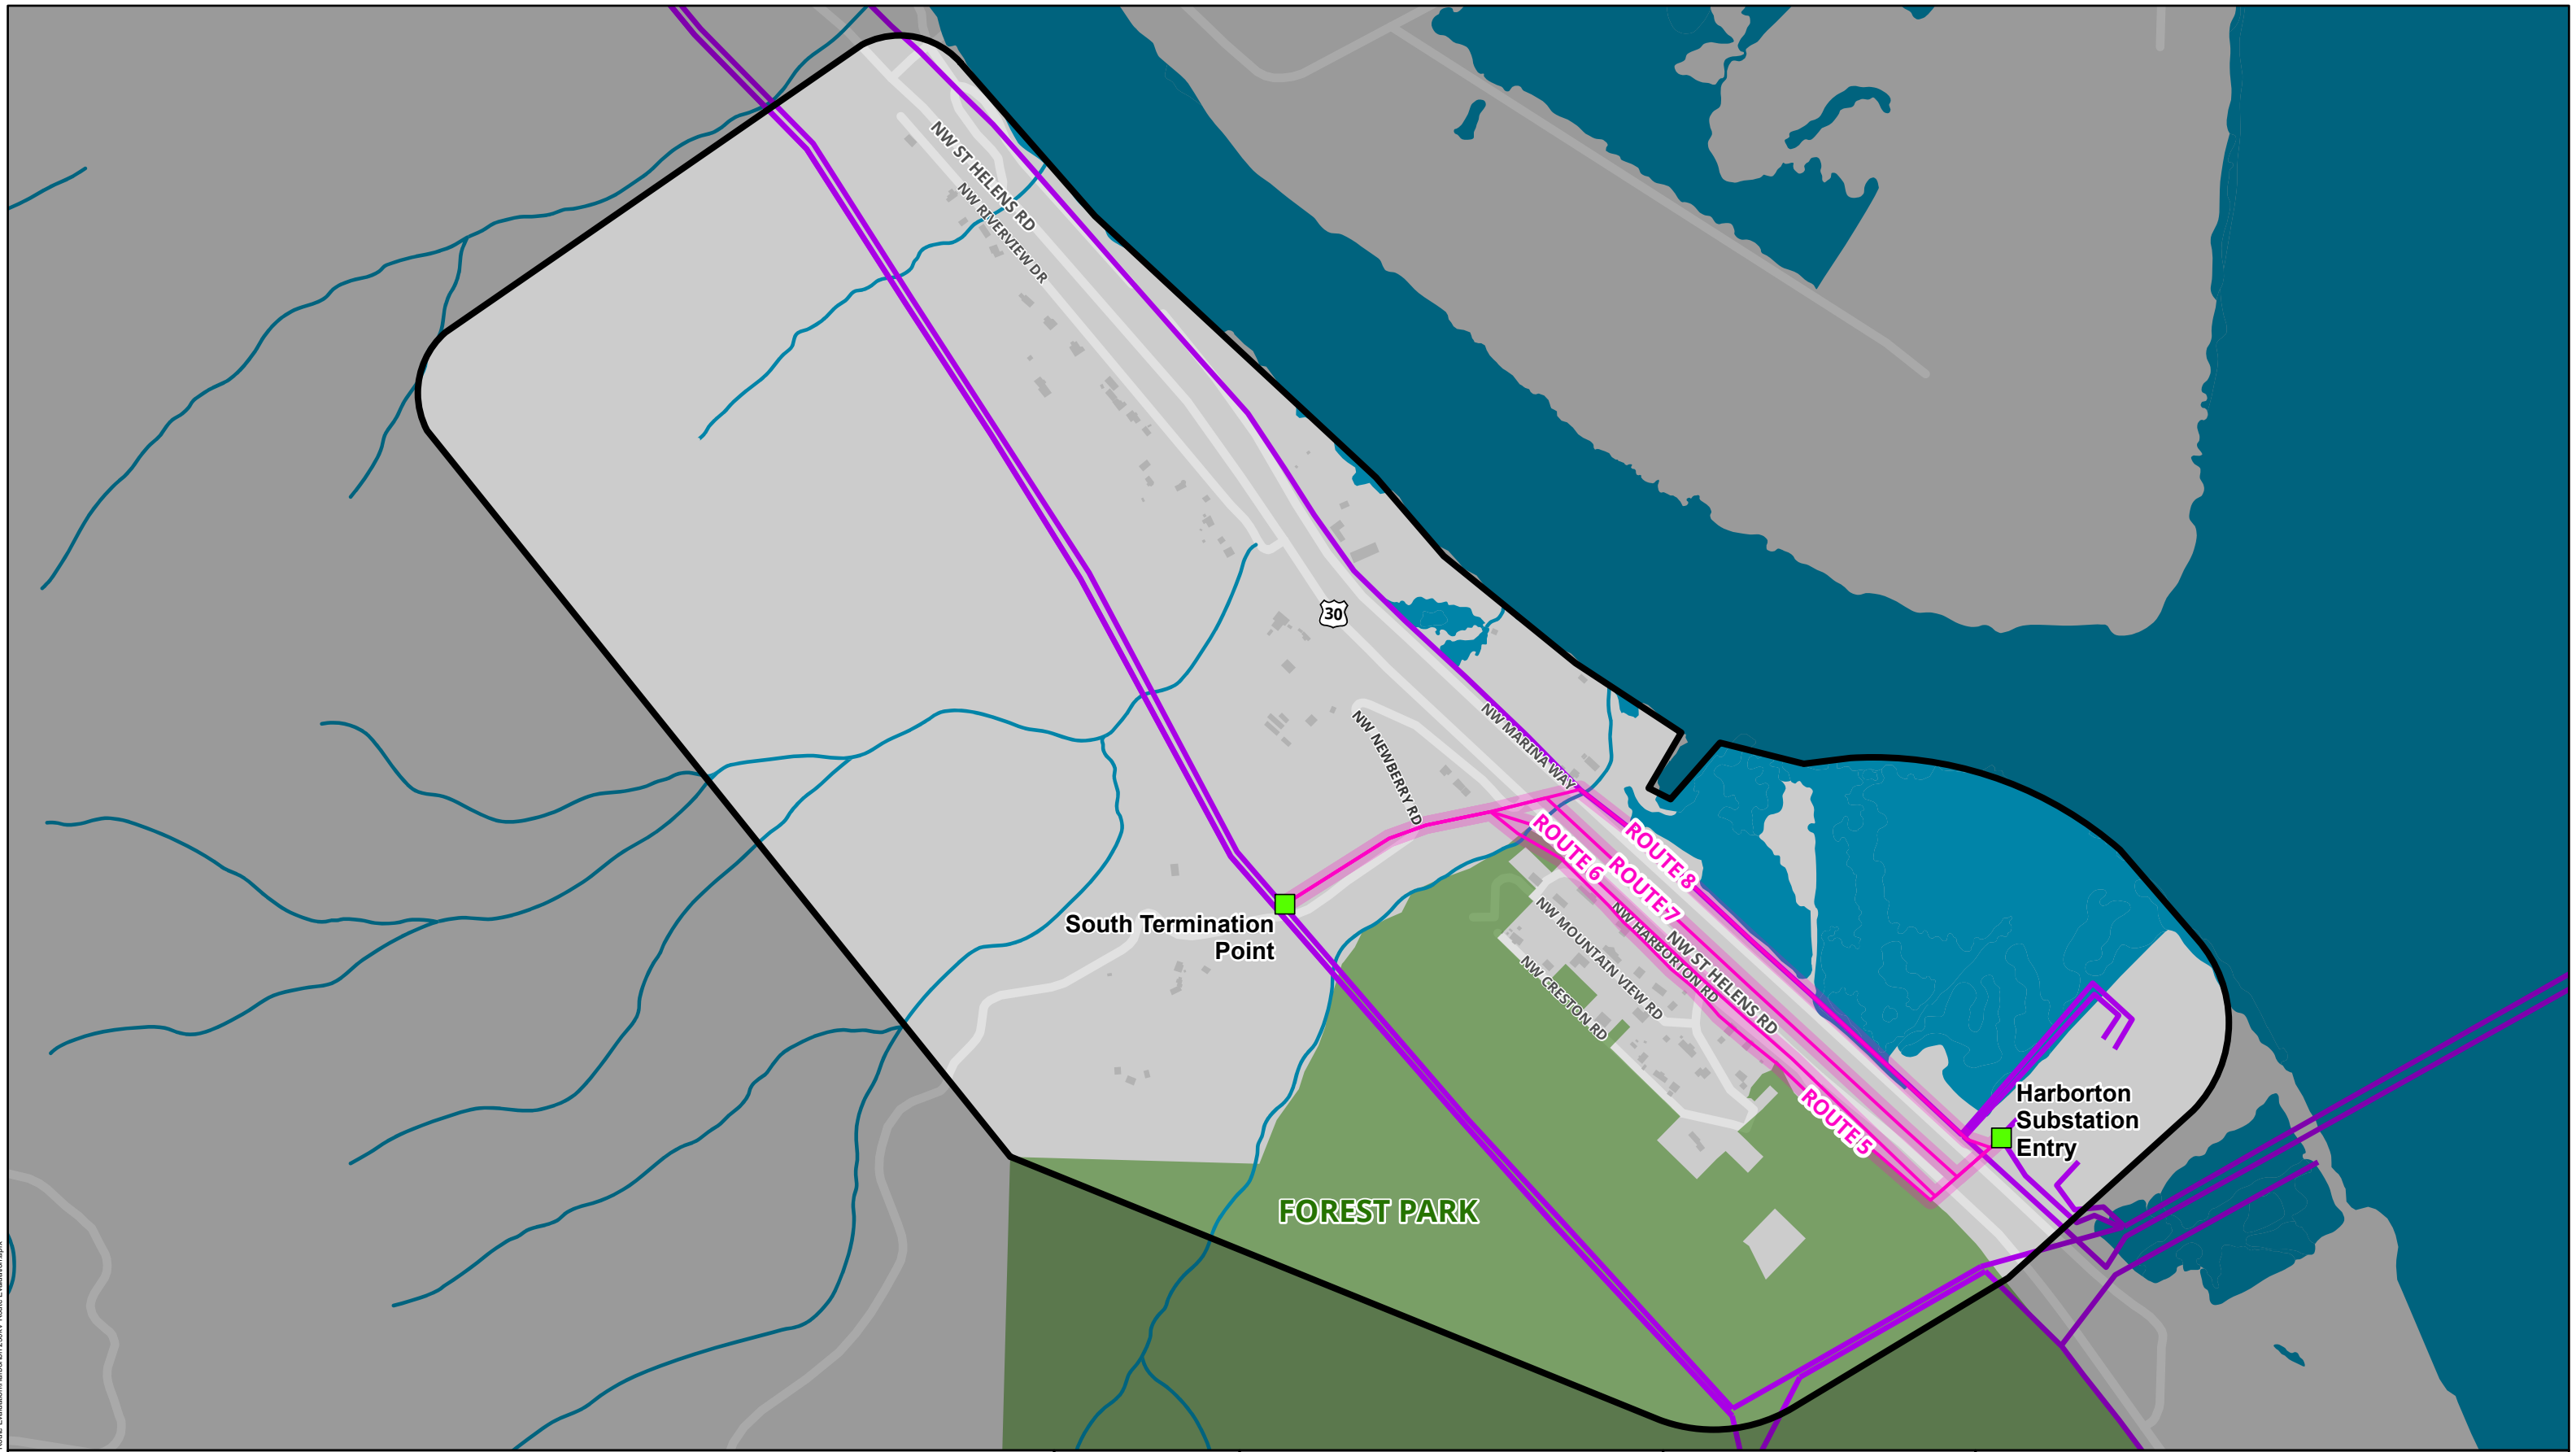 NW ST HELENS RD
NW RIVERVIEW DR
30
NW MARINA WAY
NW NEWBERRY RD
ROUTE 8
ROUTE 6
ROUTE 7
South Termination
Point
NW ST HELENS RD
NW HARBORTON RD
NW MOUNTAIN VIEW RD
NW CRESTON RD
ROUTE 5
Harborton
Substation
Entry
FOREST PARK